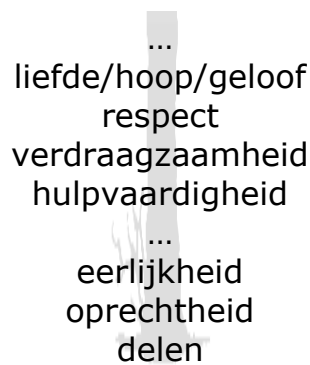 ...
liefde/hoop/geloof
respect
verdraagzaamheid
hulpvaardigheid
...
eerlijkheid
oprechtheid
delen